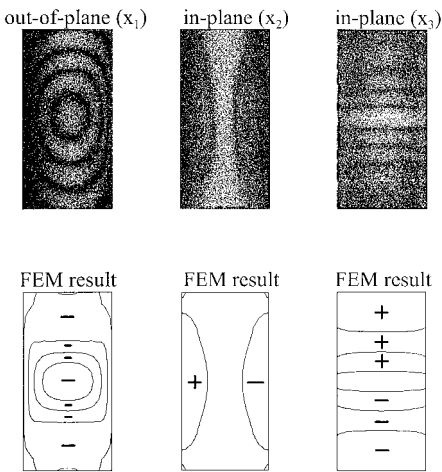 out-of-plane (x₁) in-plane (x₂) in-plane (x₃)
FEM result FEM result FEM result
− + −
− + − +
− + − +
− −
− −
− −
− −